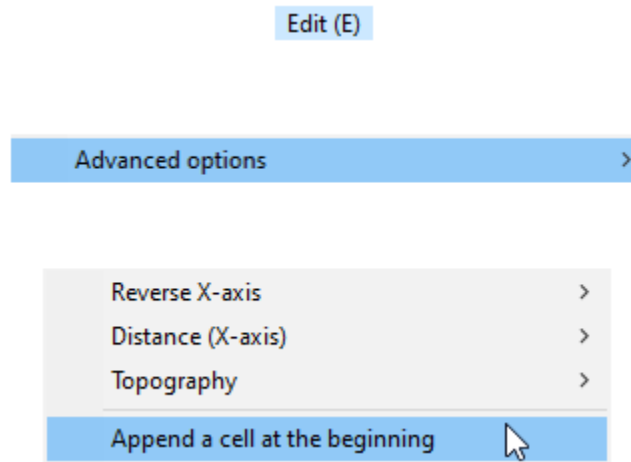 Edit (E)
Advanced options
Reverse X-axis
Distance (X-axis)
Topography
Append a cell at the beginning